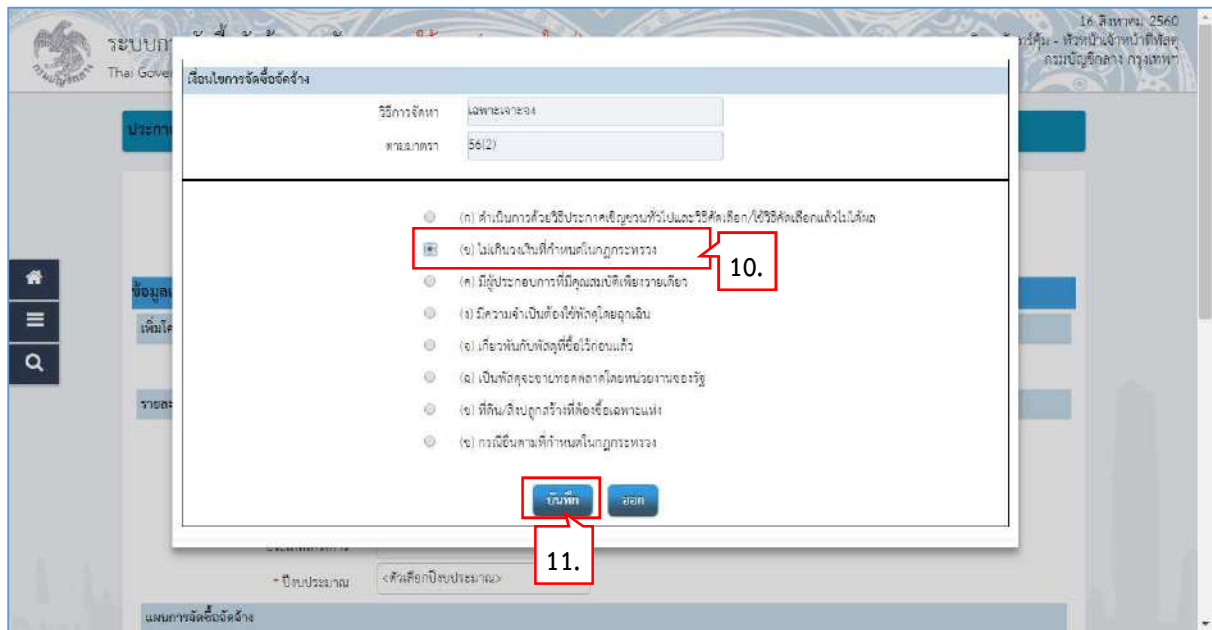 16 สิงหาคม 2560
ระบบก
- หัวหน้าเจ้าหน้าที่พัสดุ
Thai Gove
กรมบัญชีกลาง กรุงเทพฯ
เงื่อนไขการจัดซื้อจัดจ้าง
วิธีการจัดหา
เฉพาะเจาะจง
ตามมาตรา
56(2)
ประกา
(ก) ดำเนินการด้วยวิธีประกาศเชิญชวนทั่วไปและวิธีคัดเลือก/ใช้วิธีคัดเลือกแล้วไม่ได้ผล
(ข) ไม่เกินวงเงินที่กำหนดในกฎกระทรวง
10.
(ค) มีผู้ประกอบการที่มีคุณสมบัติเพียงรายเดียว
ข้อมูล
(ง) มีความจำเป็นต้องใช้พัสดุโดยฉุกเฉิน
เพิ่มโค
(จ) เกี่ยวพันกับพัสดุที่ซื้อไว้ก่อนแล้ว
(ฉ) เป็นพัสดุจะขายทอดตลาดโดยหน่วยงานของรัฐ
รายละ
(ช) ที่ดิน/สิ่งปลูกสร้างที่ต้องซื้อเฉพาะแห่ง
(ซ) กรณีอื่นตามที่กำหนดในกฎกระทรวง
บันทึก
ออก
11.
* ปีงบประมาณ
<ตัวเลือกปีงบประมาณ>
แผนการจัดซื้อจัดจ้าง